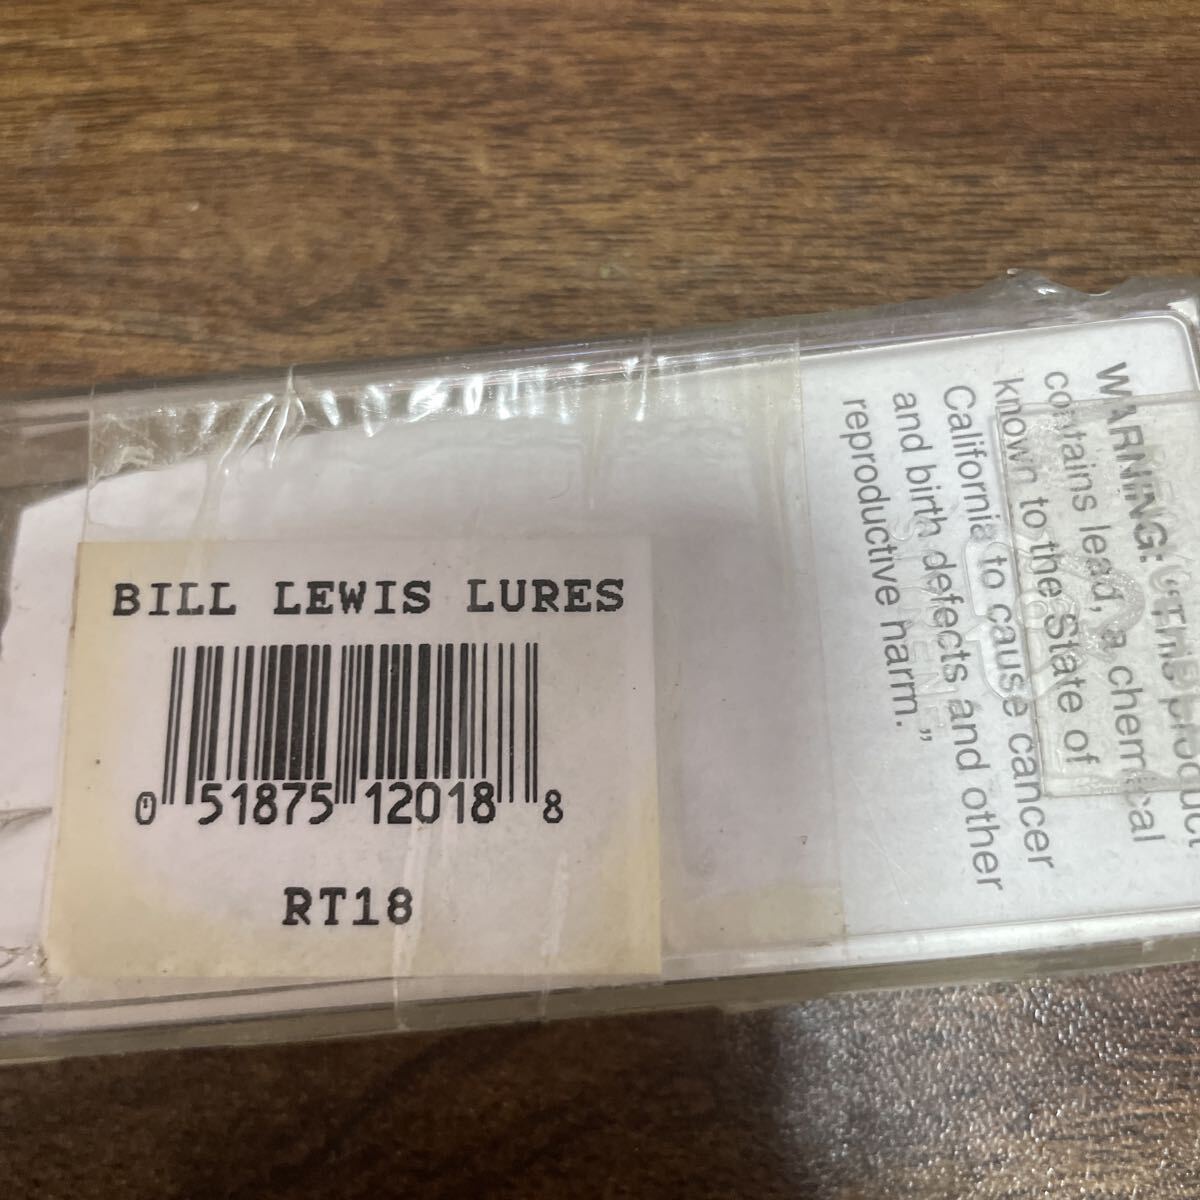 BILL LEWIS LURES
0 51875 12018 8
RT18
WARNING: "This product
contains lead, a chemical
known to the State of
California to cause cancer
and birth defects and other
reproductive harm."